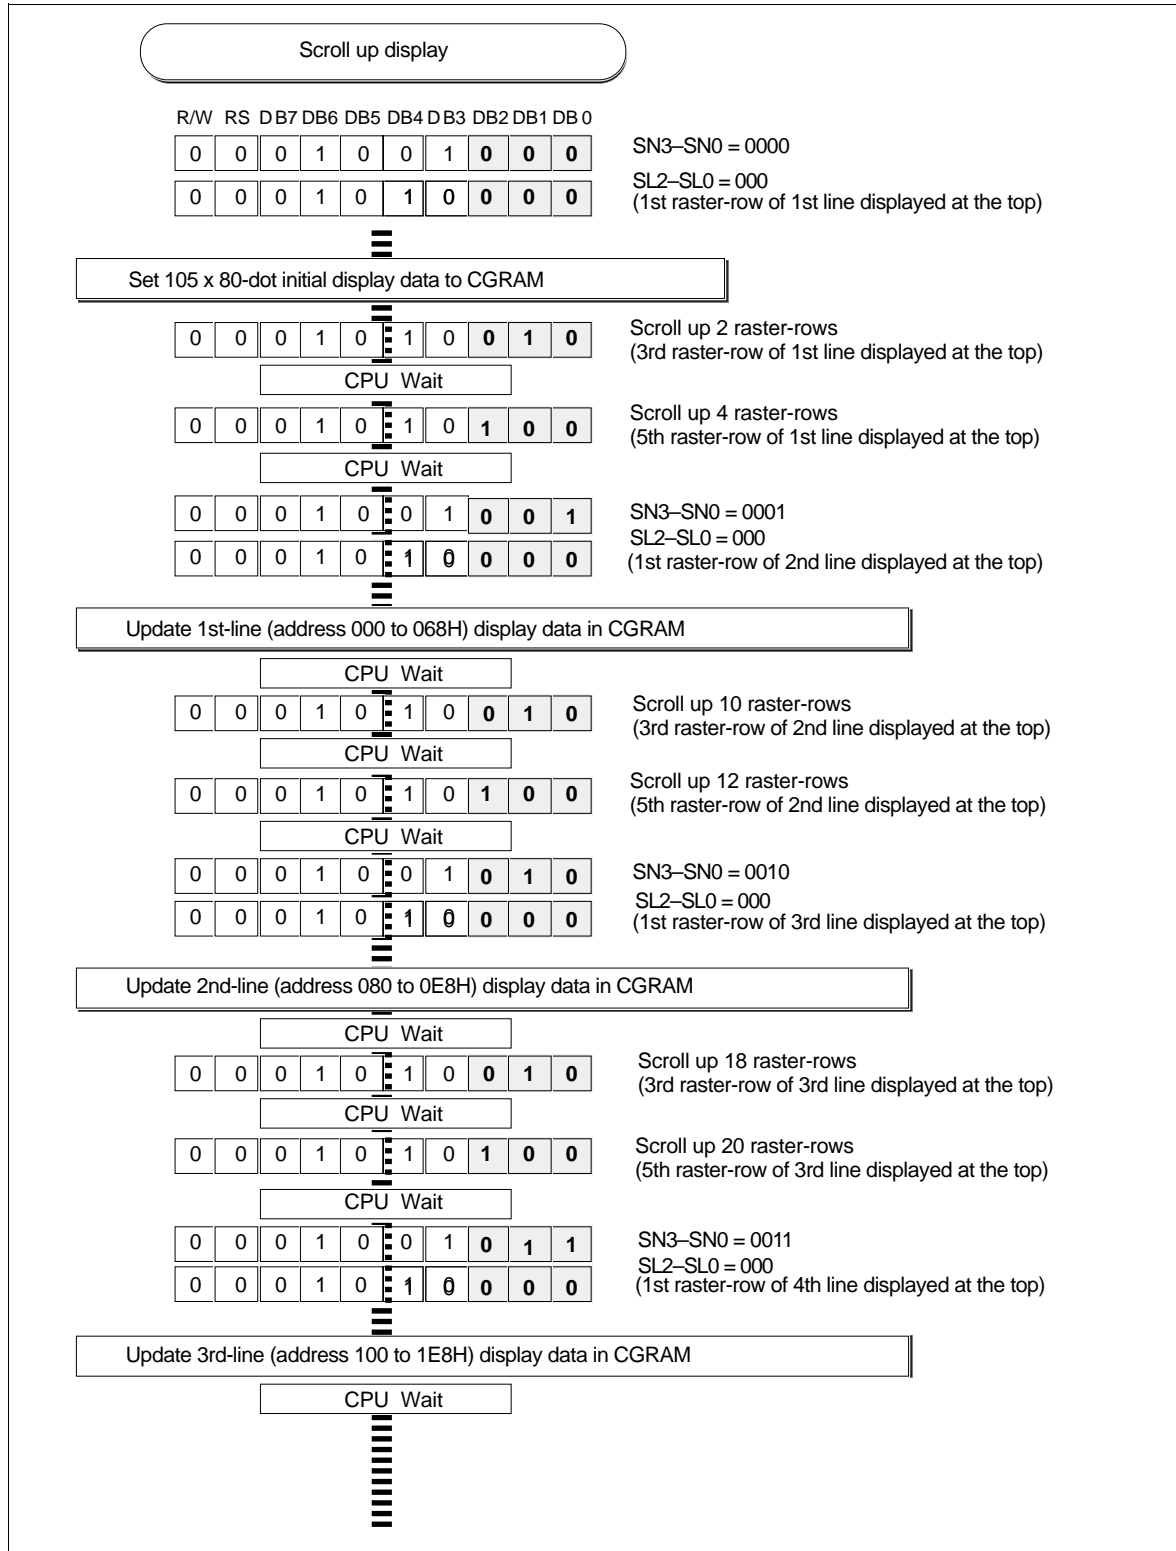 Scroll up display
R/W RS DB7 DB6 DB5 DB4 DB3 DB2 DB1 DB0
0 0 0 1 0 0 1 0 0 0 SN3–SN0 = 0000
0 0 0 1 0 1 0 0 0 0 SL2–SL0 = 000
(1st raster-row of 1st line displayed at the top)
Set 105 x 80-dot initial display data to CGRAM
0 0 0 1 0 1 0 0 1 0 Scroll up 2 raster-rows
(3rd raster-row of 1st line displayed at the top)
CPU Wait
0 0 0 1 0 1 0 1 0 0 Scroll up 4 raster-rows
(5th raster-row of 1st line displayed at the top)
CPU Wait
0 0 0 1 0 0 1 0 0 1 SN3–SN0 = 0001
SL2–SL0 = 000
0 0 0 1 0 1 0 0 0 0 (1st raster-row of 2nd line displayed at the top)
Update 1st-line (address 000 to 068H) display data in CGRAM
CPU Wait
0 0 0 1 0 1 0 0 1 0 Scroll up 10 raster-rows
(3rd raster-row of 2nd line displayed at the top)
CPU Wait
0 0 0 1 0 1 0 1 0 0 Scroll up 12 raster-rows
(5th raster-row of 2nd line displayed at the top)
CPU Wait
0 0 0 1 0 0 1 0 1 0 SN3–SN0 = 0010
SL2–SL0 = 000
0 0 0 1 0 1 0 0 0 0 (1st raster-row of 3rd line displayed at the top)
Update 2nd-line (address 080 to 0E8H) display data in CGRAM
CPU Wait
0 0 0 1 0 1 0 0 1 0 Scroll up 18 raster-rows
(3rd raster-row of 3rd line displayed at the top)
CPU Wait
0 0 0 1 0 1 0 1 0 0 Scroll up 20 raster-rows
(5th raster-row of 3rd line displayed at the top)
CPU Wait
0 0 0 1 0 0 1 0 1 1 SN3–SN0 = 0011
SL2–SL0 = 000
0 0 0 1 0 1 0 0 0 0 (1st raster-row of 4th line displayed at the top)
Update 3rd-line (address 100 to 1E8H) display data in CGRAM
CPU Wait